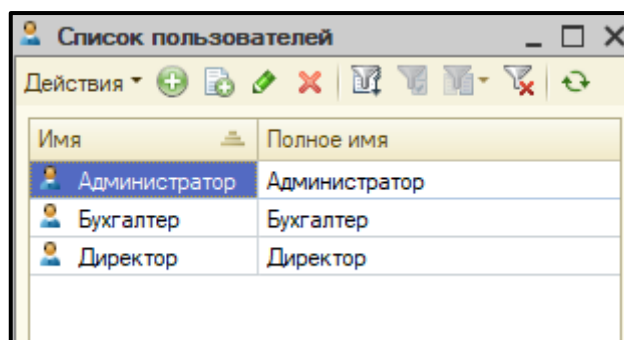 Список пользователей
Действия
Имя Полное имя
Администратор Администратор
Бухгалтер Бухгалтер
Директор Директор